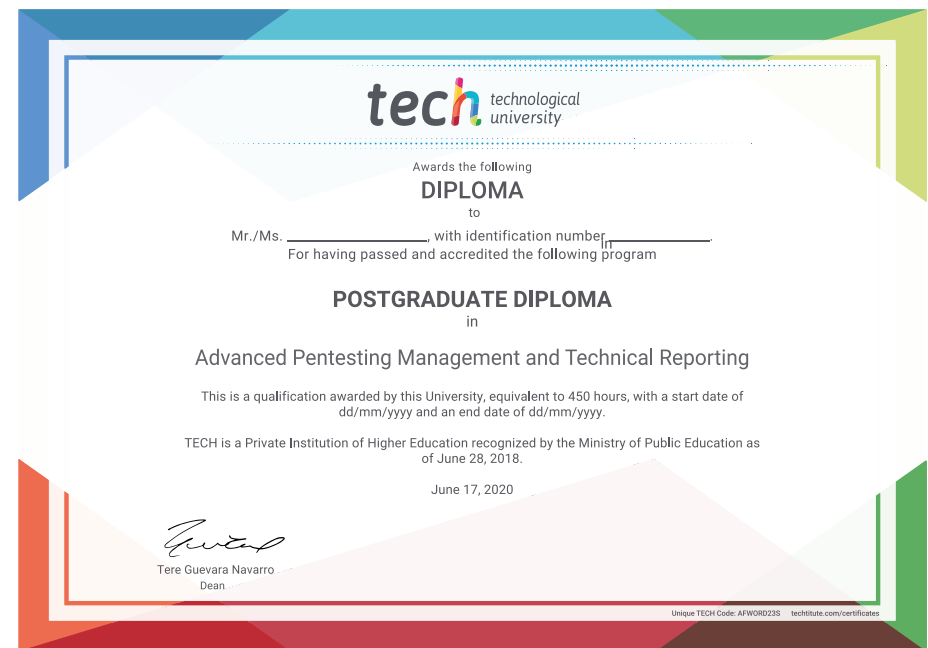 tech technological
university
Awards the following
DIPLOMA
to
Mr./Ms. ____________, with identification number ____________.
In
For having passed and accredited the following program
POSTGRADUATE DIPLOMA
in
Advanced Pentesting Management and Technical Reporting
This is a qualification awarded by this University, equivalent to 450 hours, with a start date of
dd/mm/yyyy and an end date of dd/mm/yyyy.
TECH is a Private Institution of Higher Education recognized by the Ministry of Public Education as
of June 28, 2018.
June 17, 2020
Tere Guevara Navarro
Dean
Unique TECH Code: AFWORD23S techtitute.com/certificates